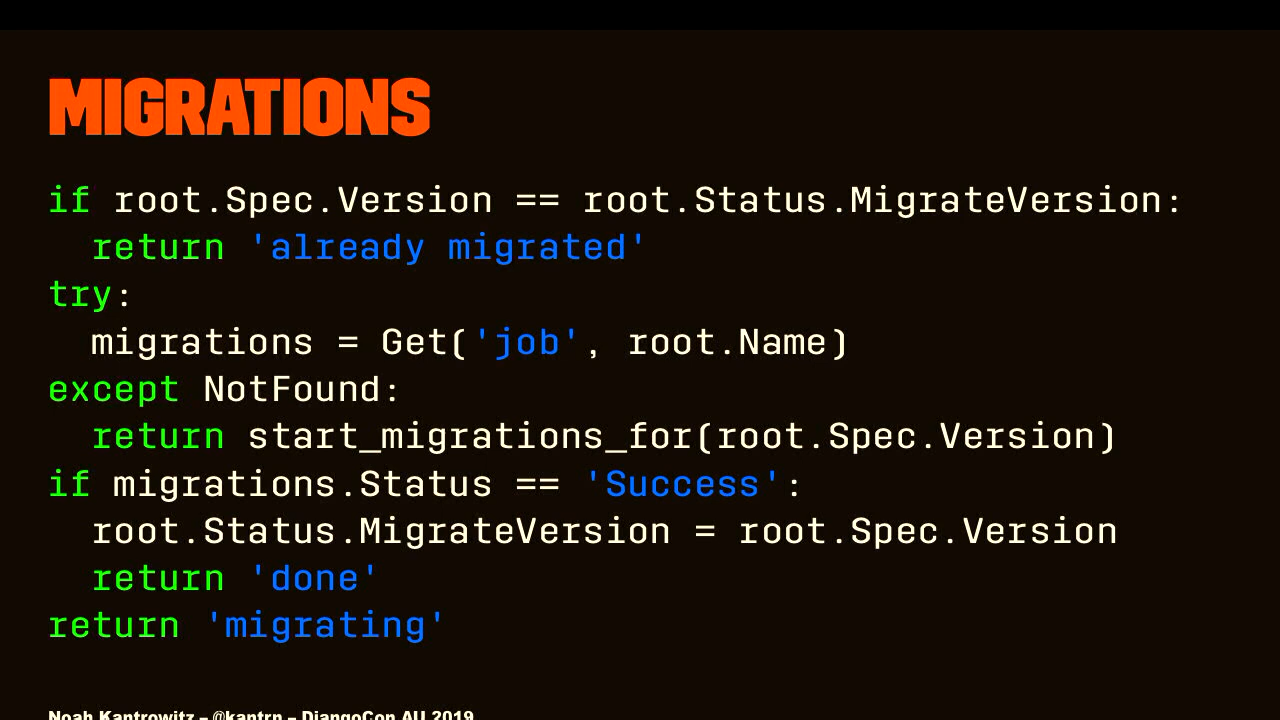 MIGRATIONS
if root.Spec.Version == root.Status.MigrateVersion:
  return 'already migrated'
try:
  migrations = Get('job', root.Name)
except NotFound:
  return start_migrations_for(root.Spec.Version)
if migrations.Status == 'Success':
  root.Status.MigrateVersion = root.Spec.Version
  return 'done'
return 'migrating'
Noah Kantrowitz – @kantrn – DjangoCon AU 2019